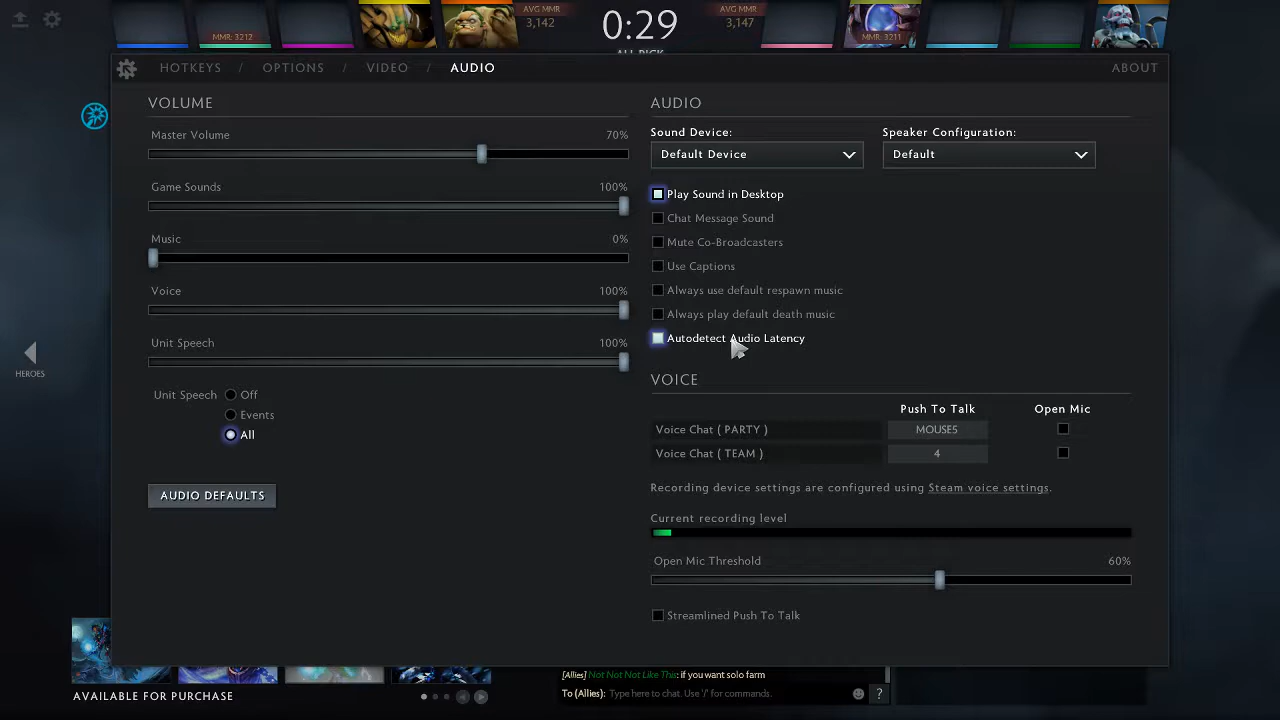 AVG MMR
3,142
0:29
AVG MMR
3,147
MMR: 3212
MMR: 3211
ALL PICK
HOTKEYS / OPTIONS / VIDEO / AUDIO
ABOUT
VOLUME
Master Volume 70%
Game Sounds 100%
Music 0%
Voice 100%
Unit Speech 100%
Unit Speech Off
Events
All
AUDIO DEFAULTS
AUDIO
Sound Device: Speaker Configuration:
Default Device Default
Play Sound in Desktop
Chat Message Sound
Mute Co-Broadcasters
Use Captions
Always use default respawn music
Always play default death music
Autodetect Audio Latency
VOICE
Push To Talk Open Mic
Voice Chat ( PARTY ) MOUSE5
Voice Chat ( TEAM ) 4
Recording device settings are configured using Steam voice settings.
Current recording level
Open Mic Threshold 60%
Streamlined Push To Talk
HEROES
AVAILABLE FOR PURCHASE
[Allies] Not Not Not Like This: if you want solo farm
To (Allies): Type here to chat. Use '/' for commands.
?